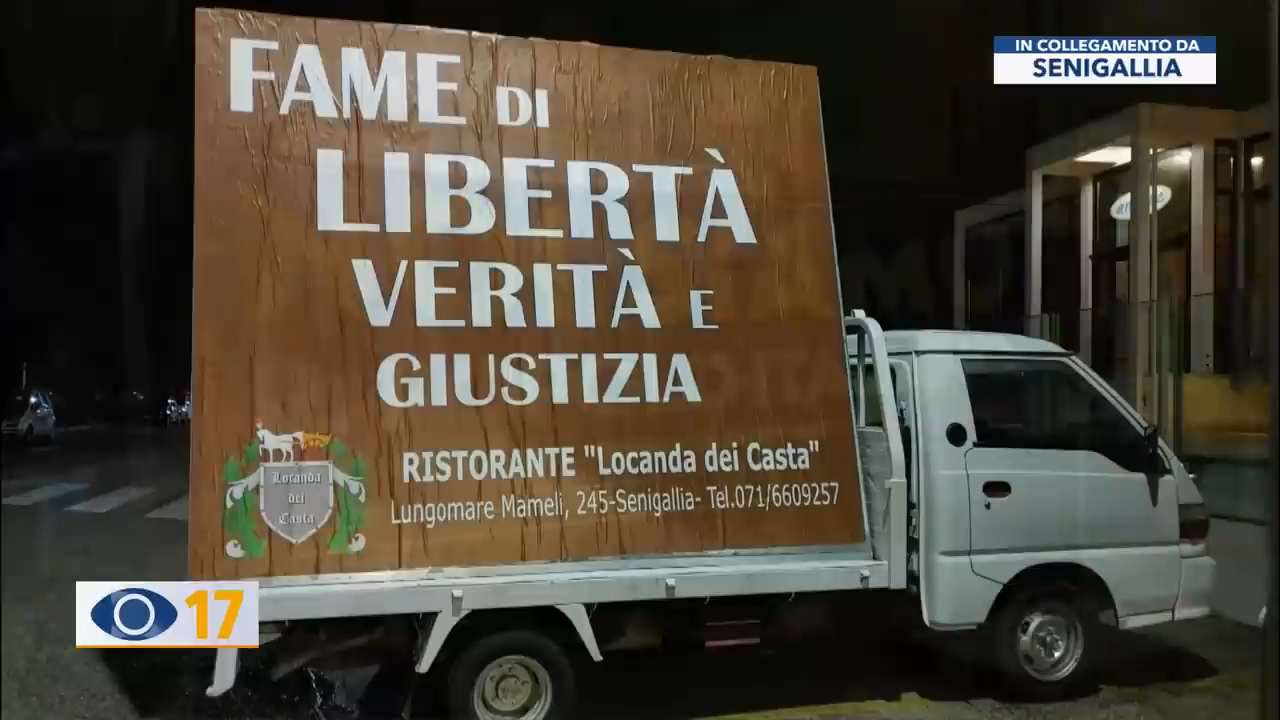 IN COLLEGAMENTO DA
SENIGALLIA
FAME DI
LIBERTÀ
VERITÀ E
GIUSTIZIA
RISTORANTE "Locanda dei Casta"
Lungomare Mameli, 245-Senigallia- Tel.071/6609257
Locanda
dei
Casta
17